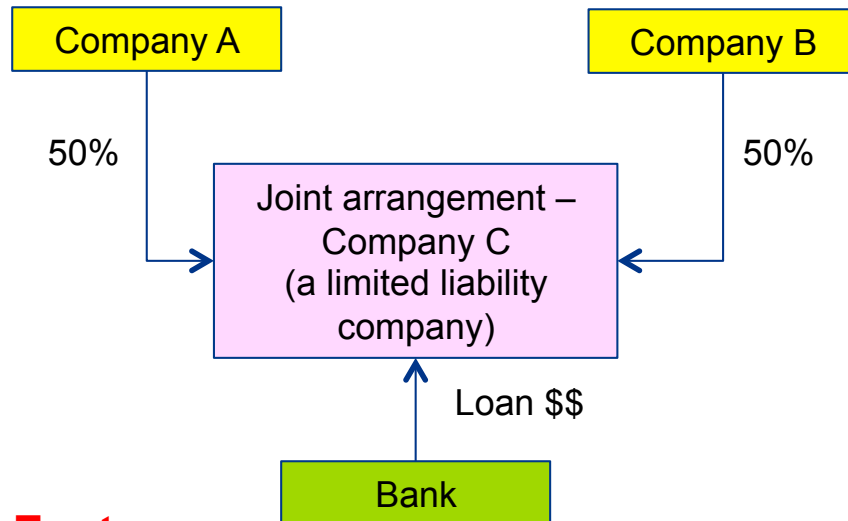 Company A
Company B
50%
50%
Joint arrangement –
Company C
(a limited liability
company)
Loan $$
Bank